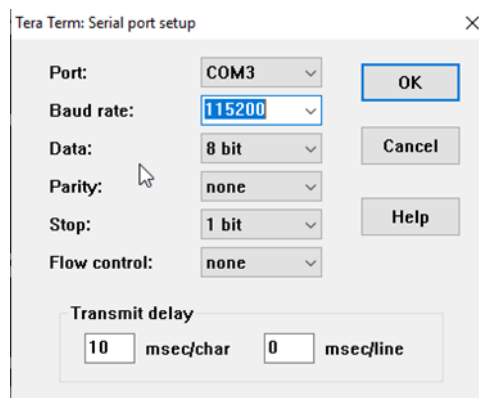 Tera Term: Serial port setup
Port: COM3 OK
Baud rate: 115200
Data: 8 bit Cancel
Parity: none
Stop: 1 bit Help
Flow control: none
Transmit delay
10 msec/char 0 msec/line